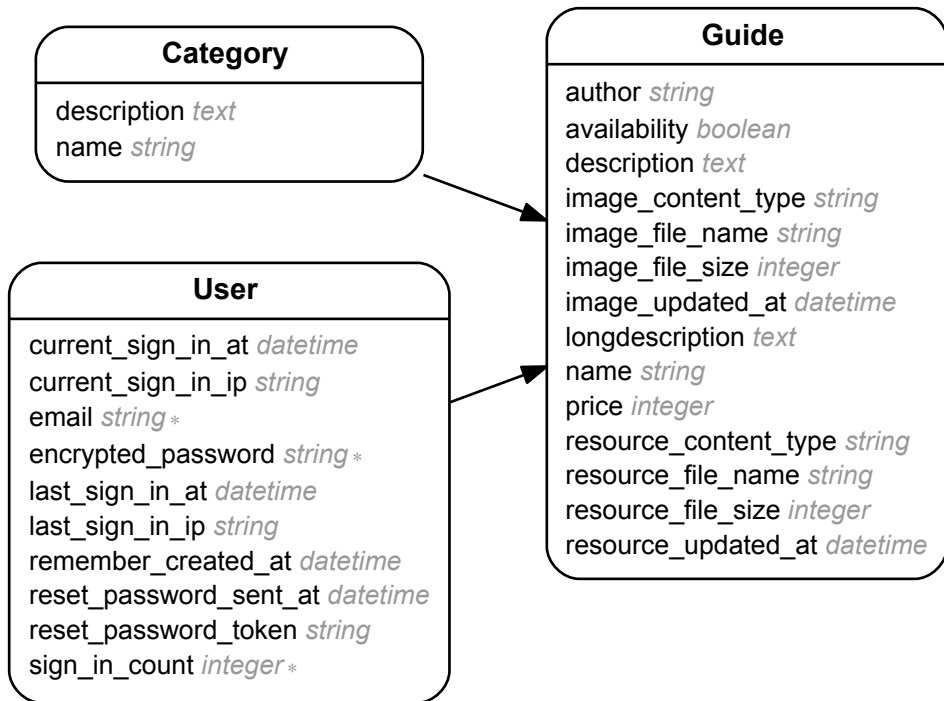 Category
description text
name string
User
current_sign_in_at datetime
current_sign_in_ip string
email string *
encrypted_password string *
last_sign_in_at datetime
last_sign_in_ip string
remember_created_at datetime
reset_password_sent_at datetime
reset_password_token string
sign_in_count integer *
Guide
author string
availability boolean
description text
image_content_type string
image_file_name string
image_file_size integer
image_updated_at datetime
longdescription text
name string
price integer
resource_content_type string
resource_file_name string
resource_file_size integer
resource_updated_at datetime